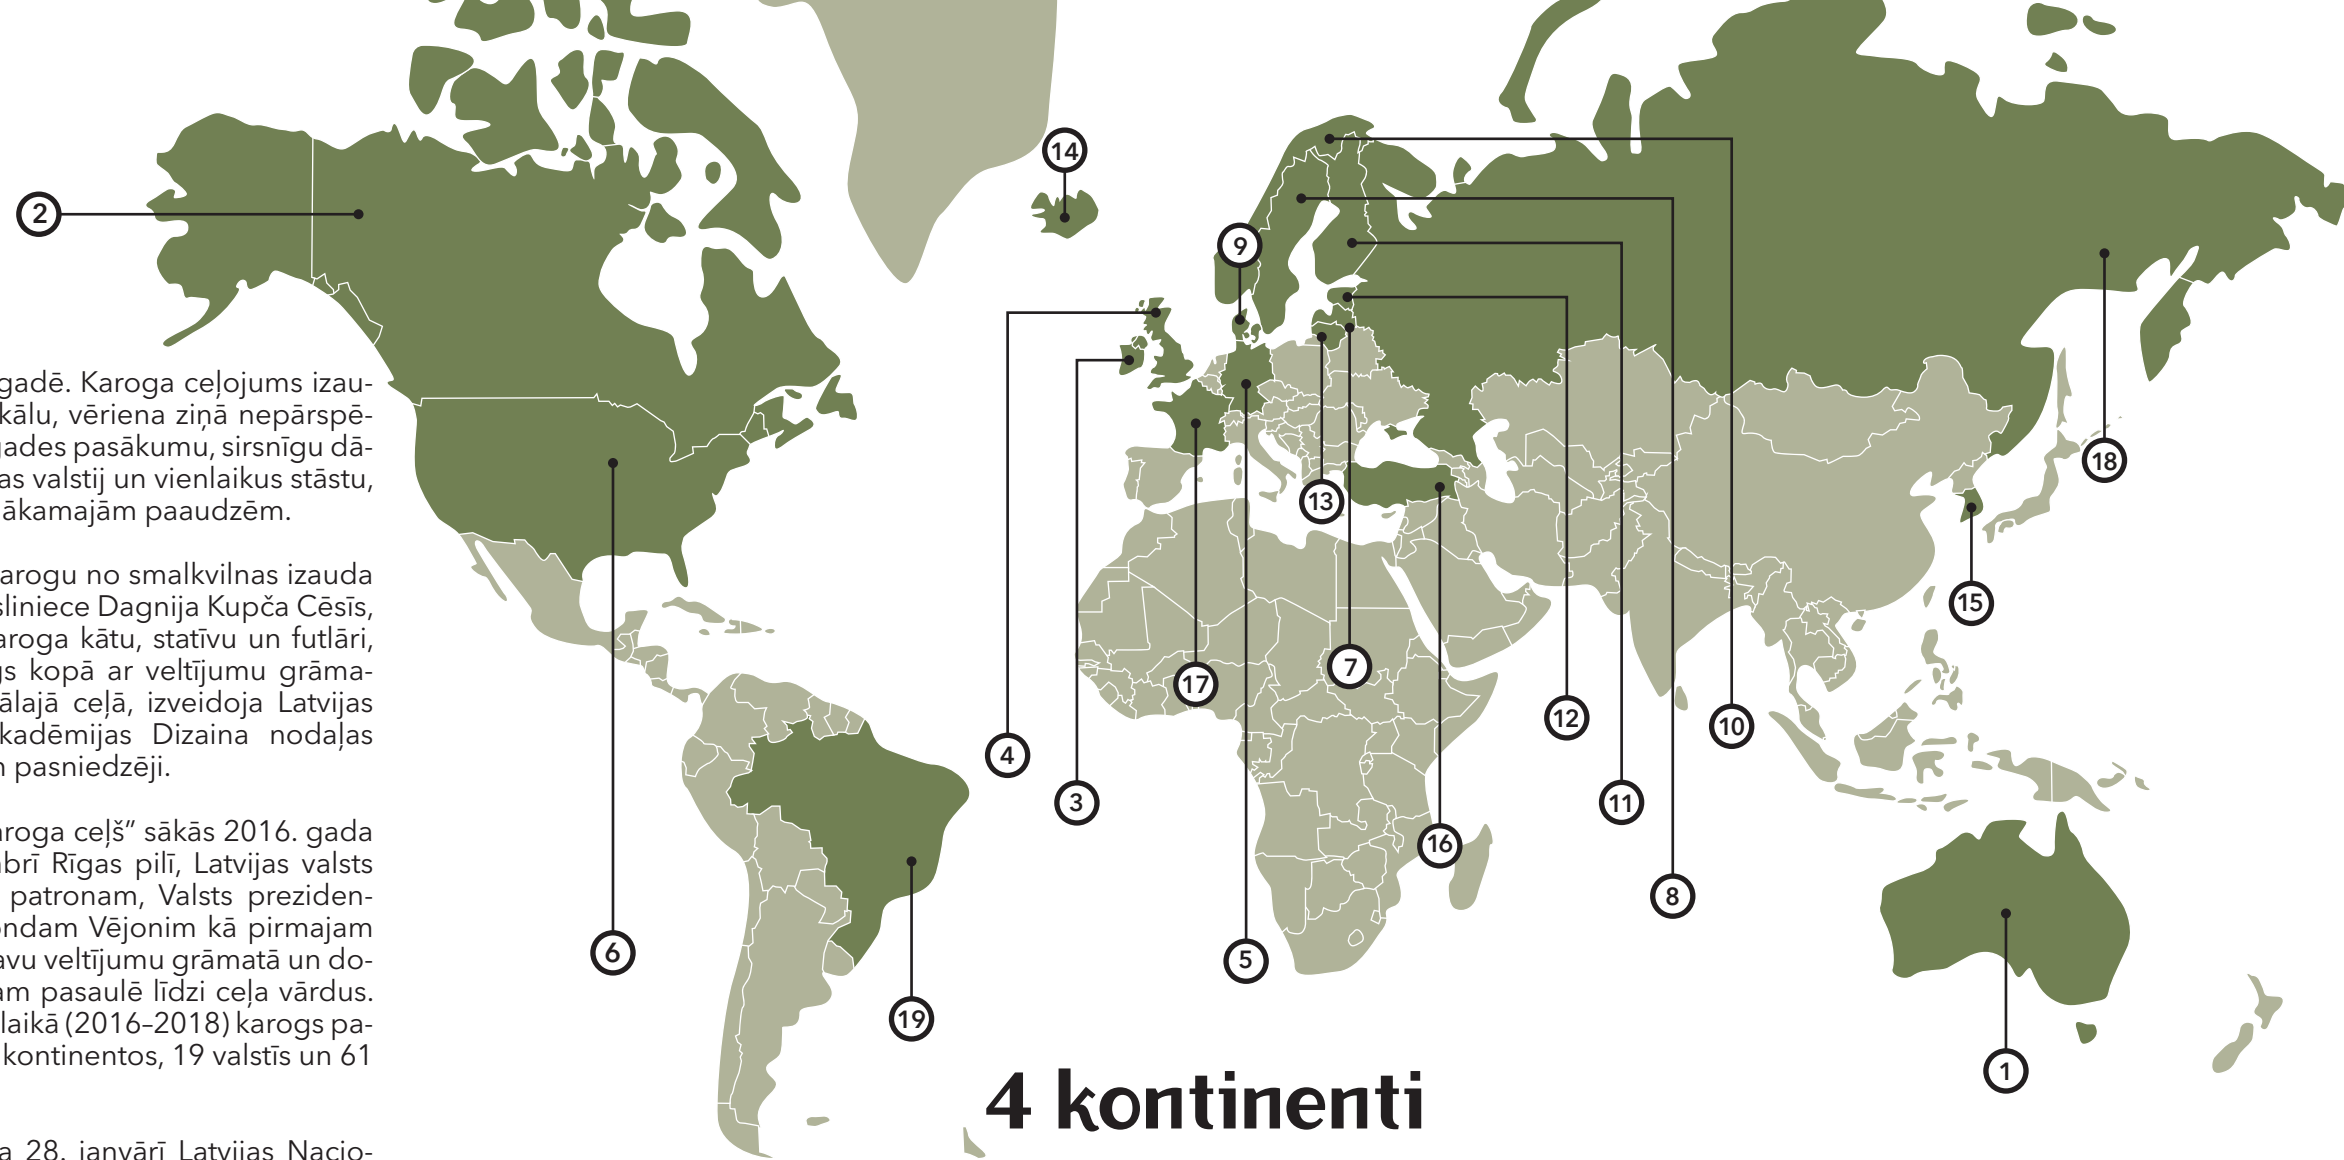 gadē. Karoga ceļojums izau-
kālu, vēriena ziņā nepārspē-
gades pasākumu, sirsnīgu dā-
as valstij un vienlaikus stāstu,
ākamajām paaudzēm.
arogu no smalkvilnas izauda
sliniece Dagnija Kupča Cēsīs,
aroga kātu, statīvu un futlāri,
gs kopā ar veltījumu grāma-
ālajā ceļā, izveidoja Latvijas
kadēmijas Dizaina nodaļas
n pasniedzēji.
aroga ceļš” sākās 2016. gada
nbrī Rīgas pilī, Latvijas valsts
patronam, Valsts preziden-
ondam Vējonim kā pirmajam
avu veltījumu grāmatā un do-
am pasaulē līdzi ceļa vārdus.
laikā (2016–2018) karogs pa-
kontinentos, 19 valstīs un 61
a 28. janvārī Latvijas Nacio-
14
2
9
18
13
15
7
17
12
10
4
3
11
16
8
6
5
19
1
4 kontinenti